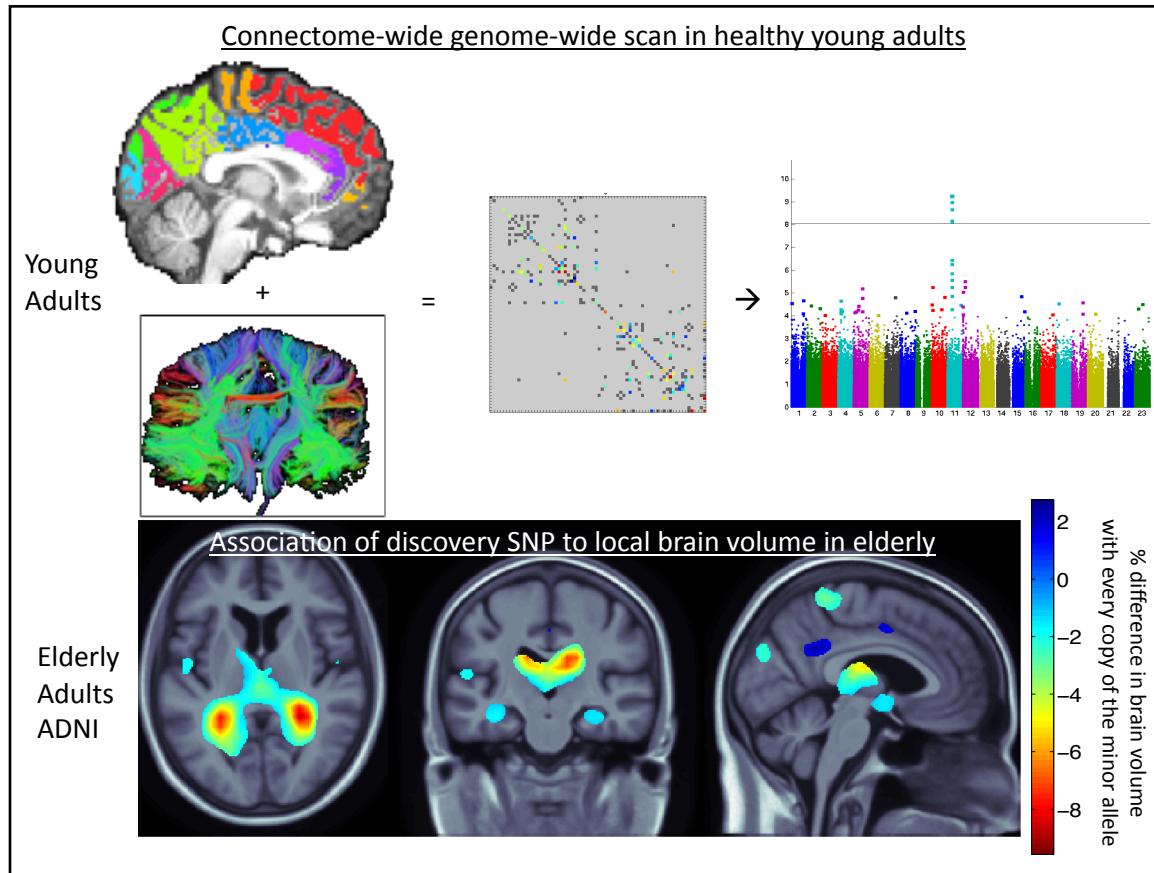 Connectome-wide genome-wide scan in healthy young adults
Young
Adults
+
=
→
10
9
8
7
6
5
4
3
2
1
0
1 2 3 4 5 6 7 8 9 10 11 12 13 14 15 16 17 18 19 20 21 22 23
Association of discovery SNP to local brain volume in elderly
Elderly
Adults
ADNI
2
0
−2
−4
−6
−8
% difference in brain volume
with every copy of the minor allele